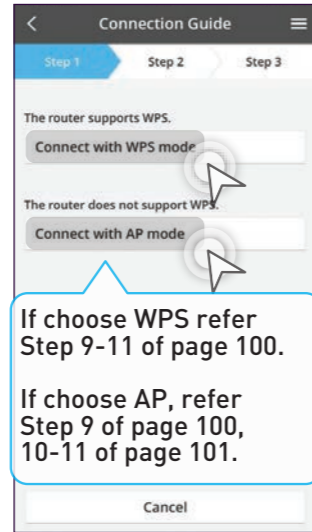 Connection Guide
Step 1 Step 2 Step 3
The router supports WPS.
Connect with WPS mode
The router does not support WPS.
Connect with AP mode
If choose WPS refer
Step 9-11 of page 100.
If choose AP, refer
Step 9 of page 100,
10-11 of page 101.
Cancel